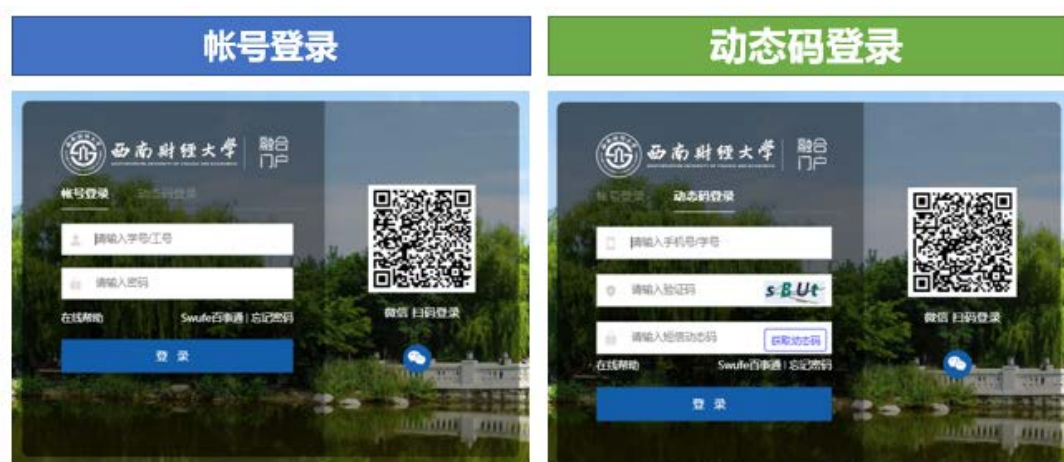 帐号登录
西南财经大学
融合
门户
帐号登录 动态码登录
请输入学号/工号
请输入密码
在线帮助 Swufe百事通 | 忘记密码
登 录
微信 扫码登录
动态码登录
西南财经大学
融合
门户
帐号登录 动态码登录
请输入手机号/学号
请输入验证码 sBUt
请输入短信动态码 获取动态码
在线帮助 Swufe百事通 | 忘记密码
登 录
微信 扫码登录